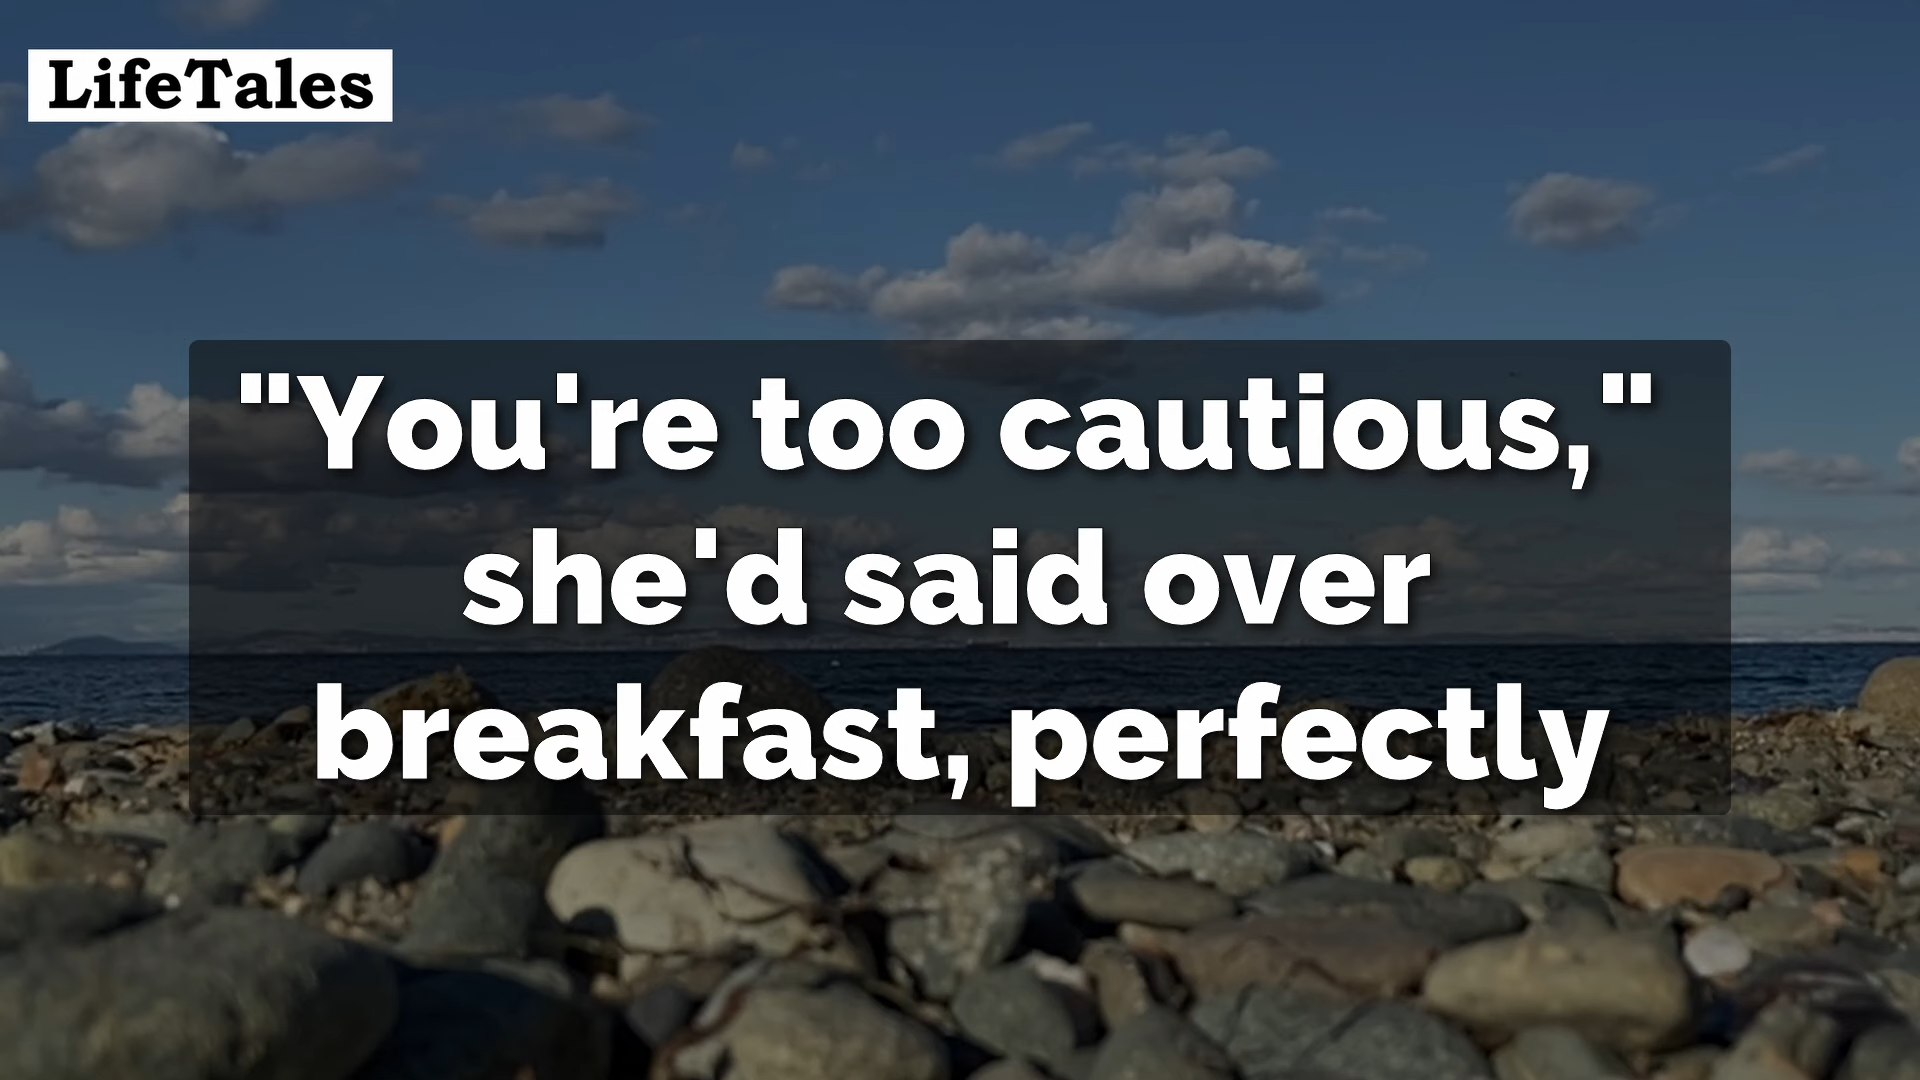 LifeTales
"You're too cautious,"
she'd said over
breakfast, perfectly